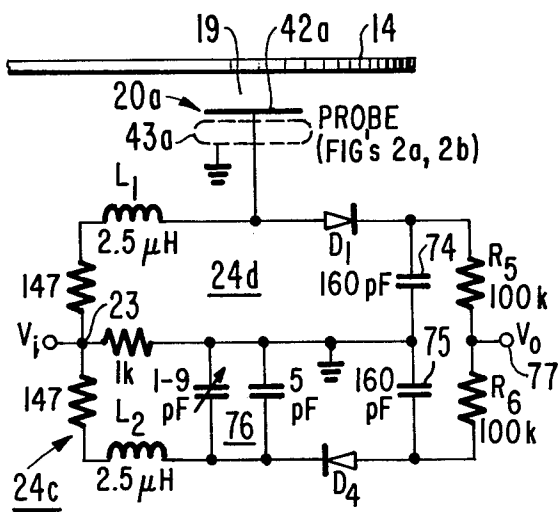 19
42a
14
20a
43a
PROBE
(FIG's 2a, 2b)
L1
2.5 μH
D1
74
147
24d
160 pF
R5
100k
23
Vi
1k
75
Vo
77
147
1-9
pF
5
pF
160
pF
R6
100k
L2
76
24c
2.5 μH
D4